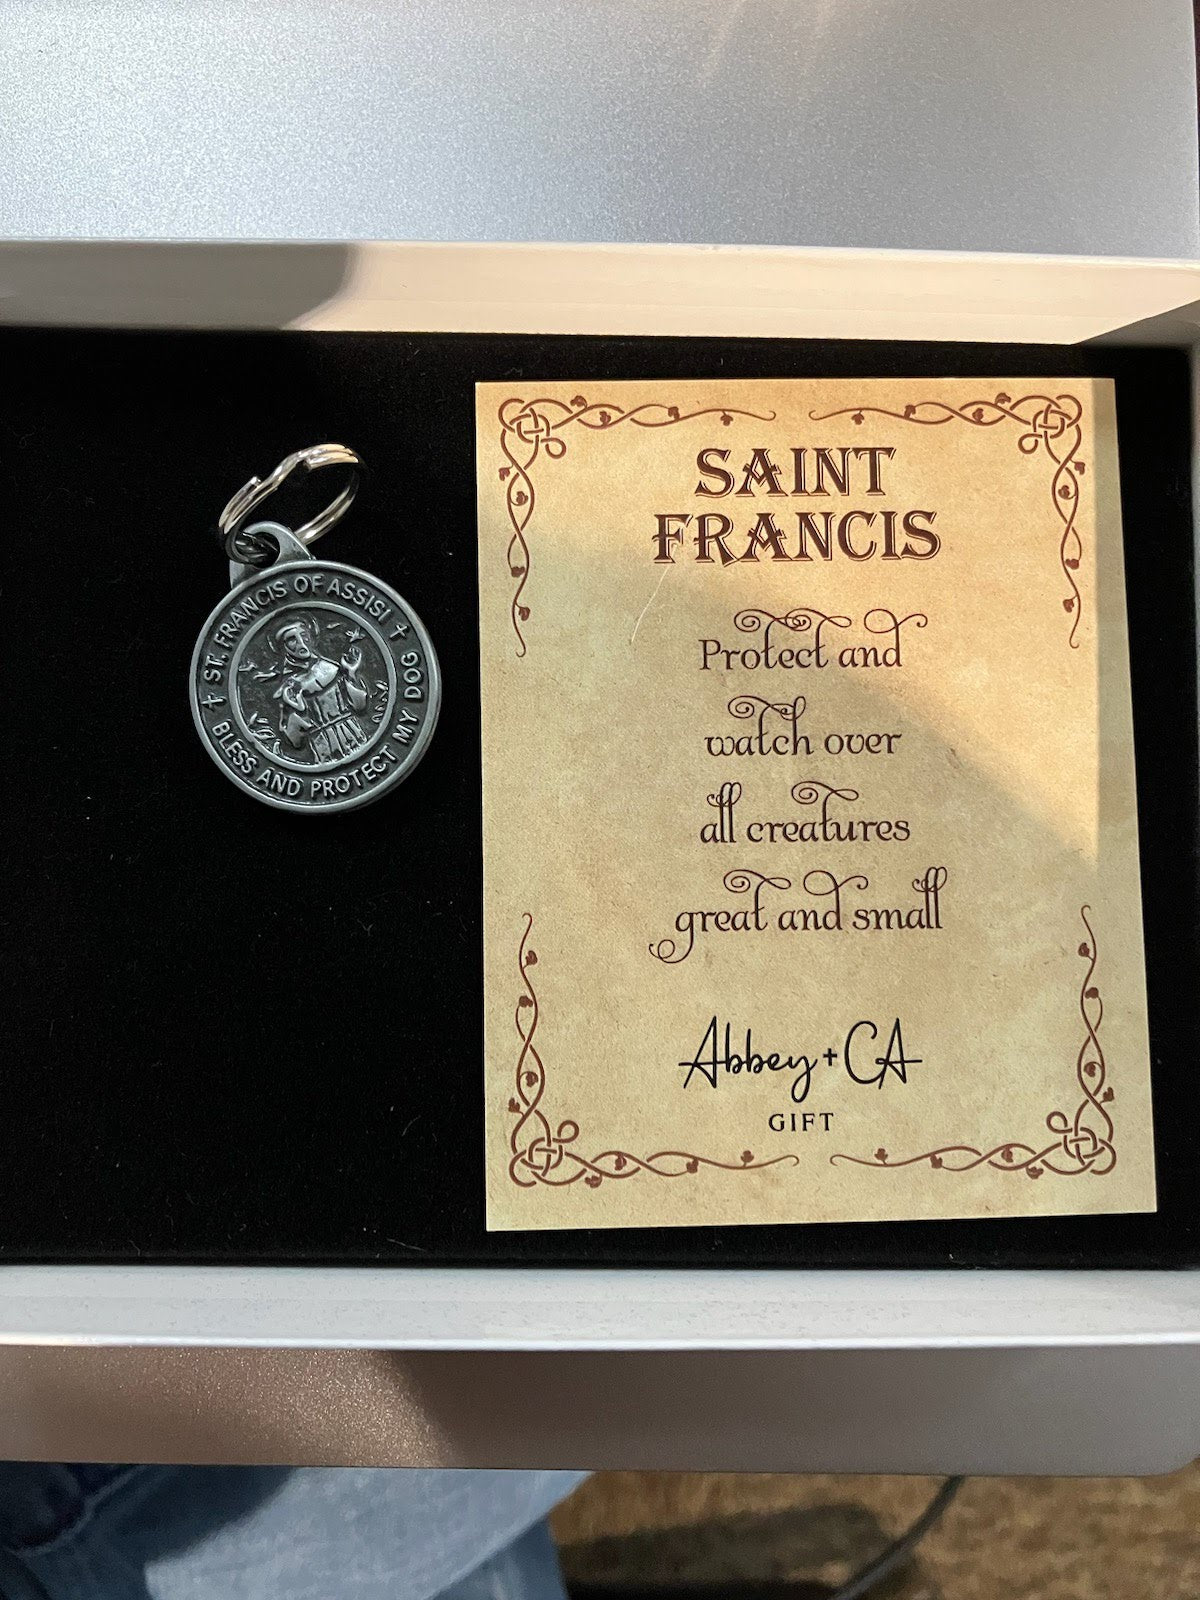 ✝ ST. FRANCIS OF ASSISI ✝
BLESS AND PROTECT MY DOG
SAINT
FRANCIS
Protect and
watch over
all creatures
great and small
Abbey + CA
GIFT